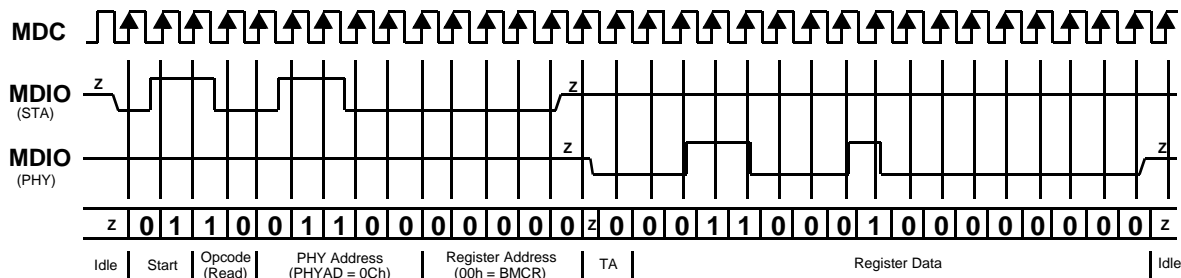 MDC
z
MDIO
(STA)
z
MDIO
(PHY)
z
z
z 0 1 1 0 0 1 1 0 0 0 0 0 0 0 z 0 0 0 1 1 0 0 0 1 0 0 0 0 0 0 0 0 z
Idle Start Opcode (Read) PHY Address (PHYAD = 0Ch) Register Address (00h = BMCR) TA Register Data Idle